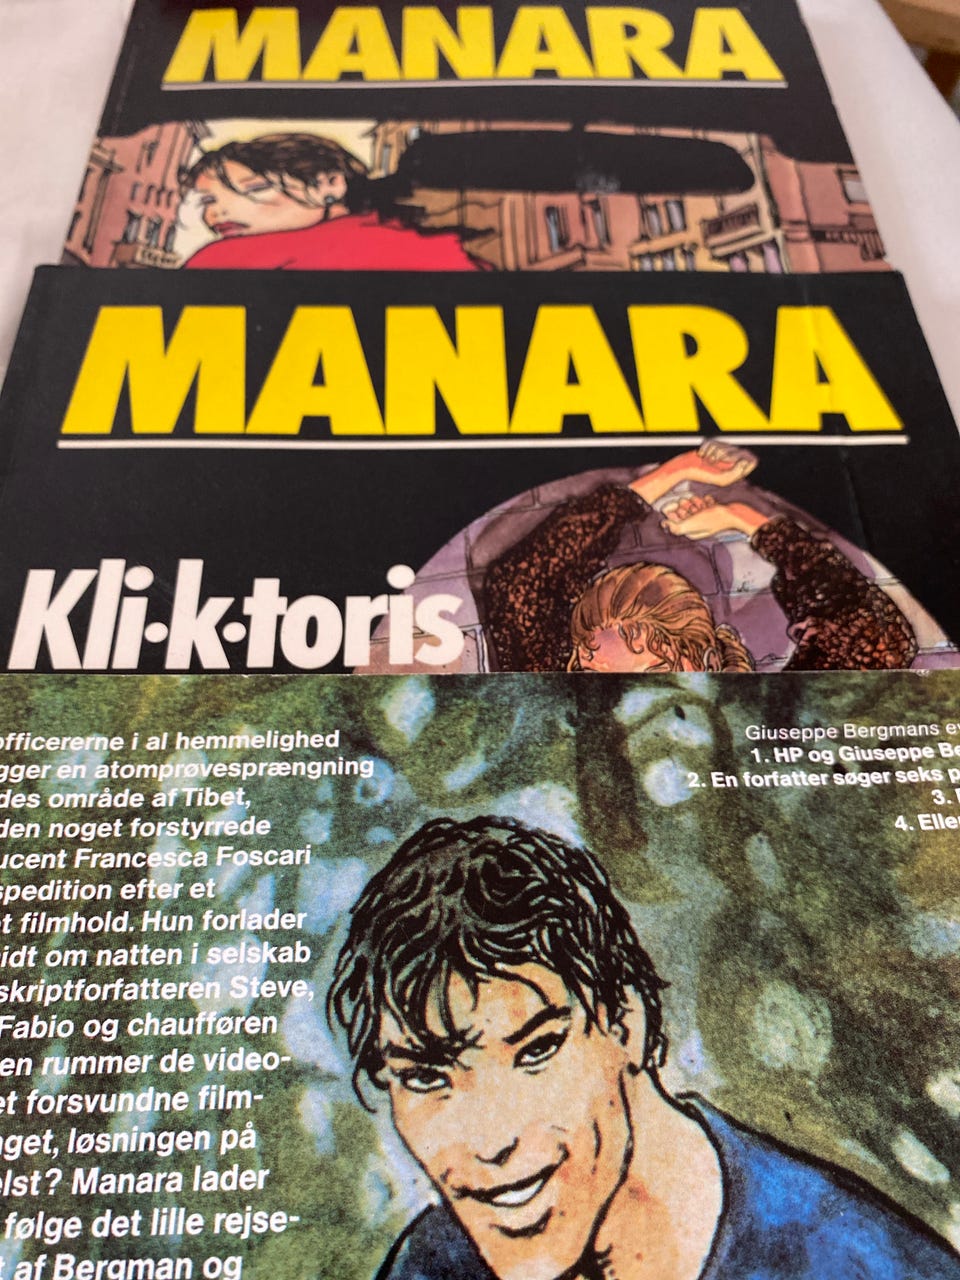 MANARA
MANARA
Kli·k·toris
officererne i al hemmelighed
gger en atomprøvesprængning
des område af Tibet,
den noget forstyrrede
ucent Francesca Foscari
spedition efter et
et filmhold. Hun forlader
idt om natten i selskab
skriptforfatteren Steve,
Fabio og chaufføren
en rummer de video-
et forsvundne film-
aget, løsningen på
elst? Manara lader
følge det lille rejse-
t af Bergman og
Giuseppe Bergmans ev
1. HP og Giuseppe Be
2. En forfatter søger seks p
3.
4. Eller